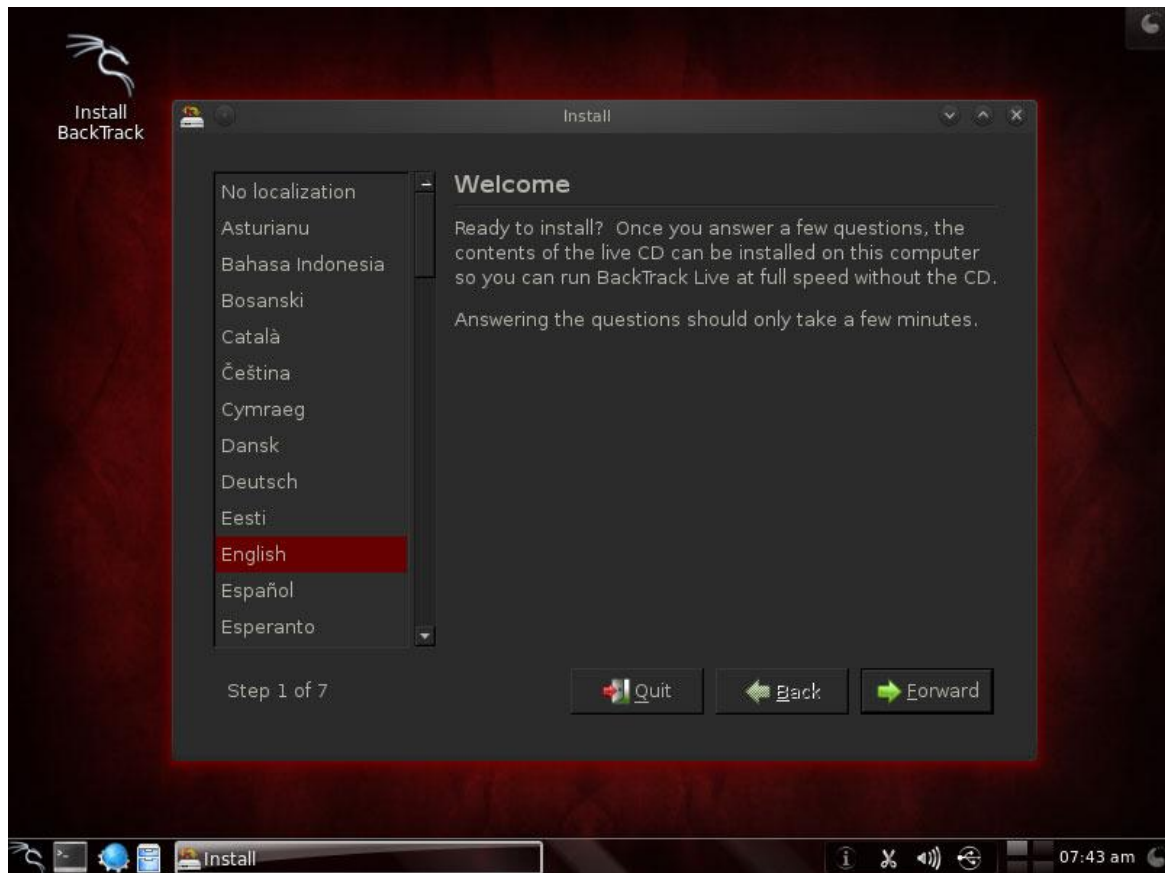 Install
BackTrack
Install
No localization
Asturianu
Bahasa Indonesia
Bosanski
Català
Čeština
Cymraeg
Dansk
Deutsch
Eesti
English
Español
Esperanto
Welcome
Ready to install? Once you answer a few questions, the
contents of the live CD can be installed on this computer
so you can run BackTrack Live at full speed without the CD.
Answering the questions should only take a few minutes.
Step 1 of 7
Quit
Back
Forward
Install
07:43 am